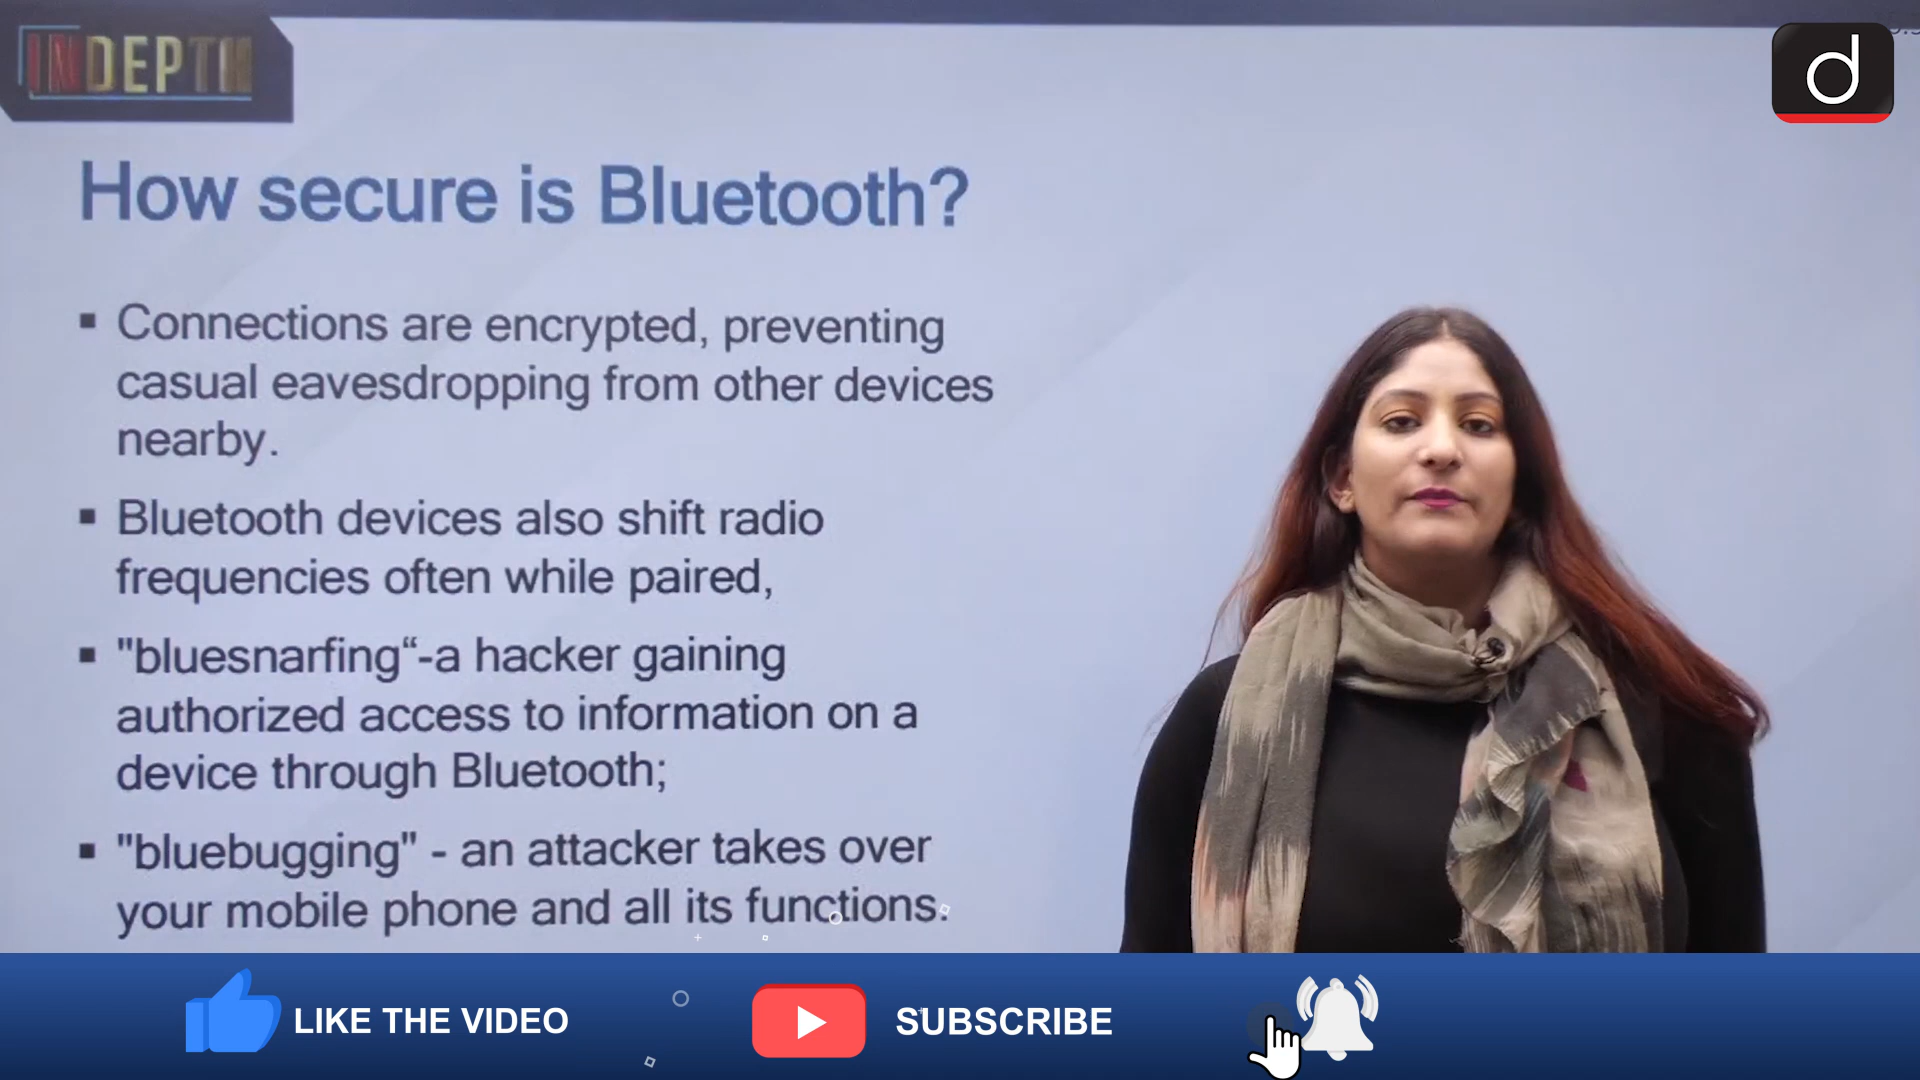 INDEPTH
d
How secure is Bluetooth?
▪ Connections are encrypted, preventing
casual eavesdropping from other devices
nearby.
▪ Bluetooth devices also shift radio
frequencies often while paired,
▪ "bluesnarfing“-a hacker gaining
authorized access to information on a
device through Bluetooth;
▪ "bluebugging" - an attacker takes over
your mobile phone and all its functions.
LIKE THE VIDEO
SUBSCRIBE